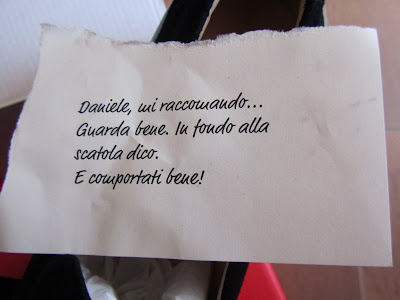 Daniele, mi raccomando...
Guarda bene. In fondo alla
scatola dico.
E comportati bene!